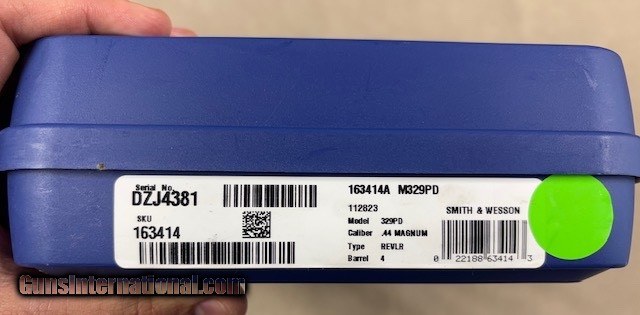 Serial No.
DZJ4381
SKU
163414
163414A M329PD
112823
Model 329PD
Caliber .44 MAGNUM
Type REVLR
Barrel 4
SMITH & WESSON
0 22188 63414 3
GunsInternational.com